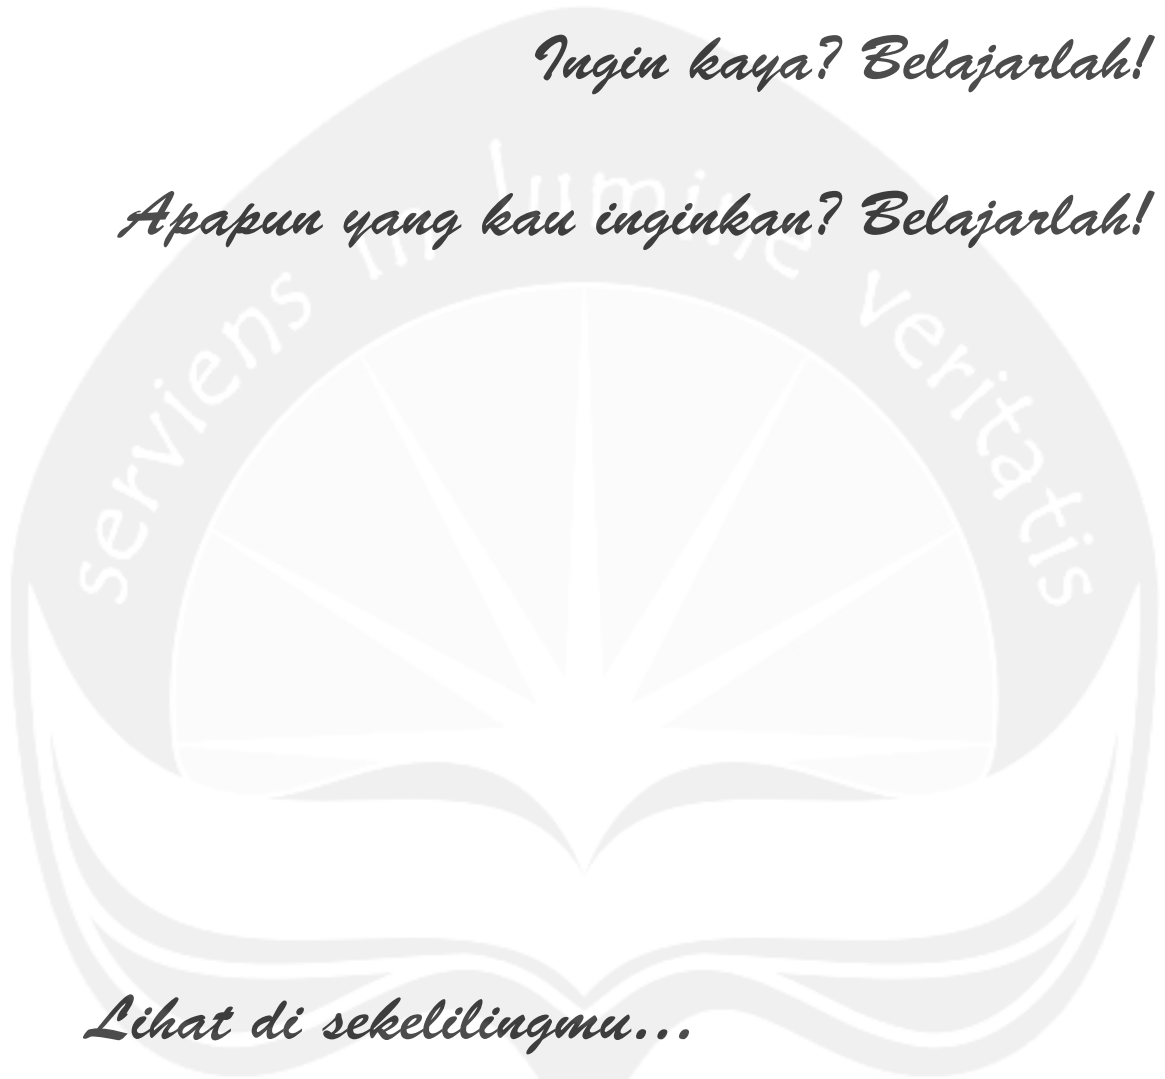 Ingin kaya? Belajarlah!
Apapun yang kau inginkan? Belajarlah!
serviens in lumine veritatis
Lihat di sekelilingmu...